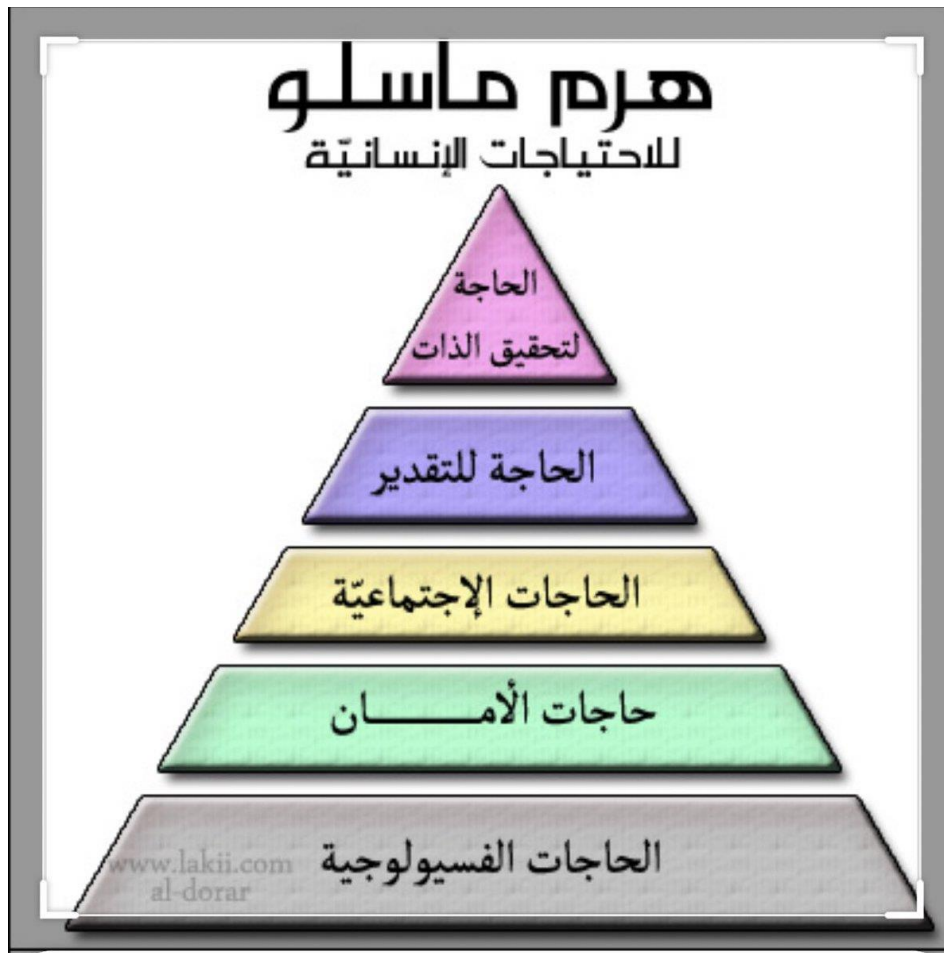 هرم ماسلو
للاحتياجات الإنسانيّة
الحاجة
لتحقيق الذات
الحاجة للتقدير
الحاجات الإجتماعيّة
حاجات الأمـــــــان
الحاجات الفسيولوجية
www.lakii.com
al-dorar